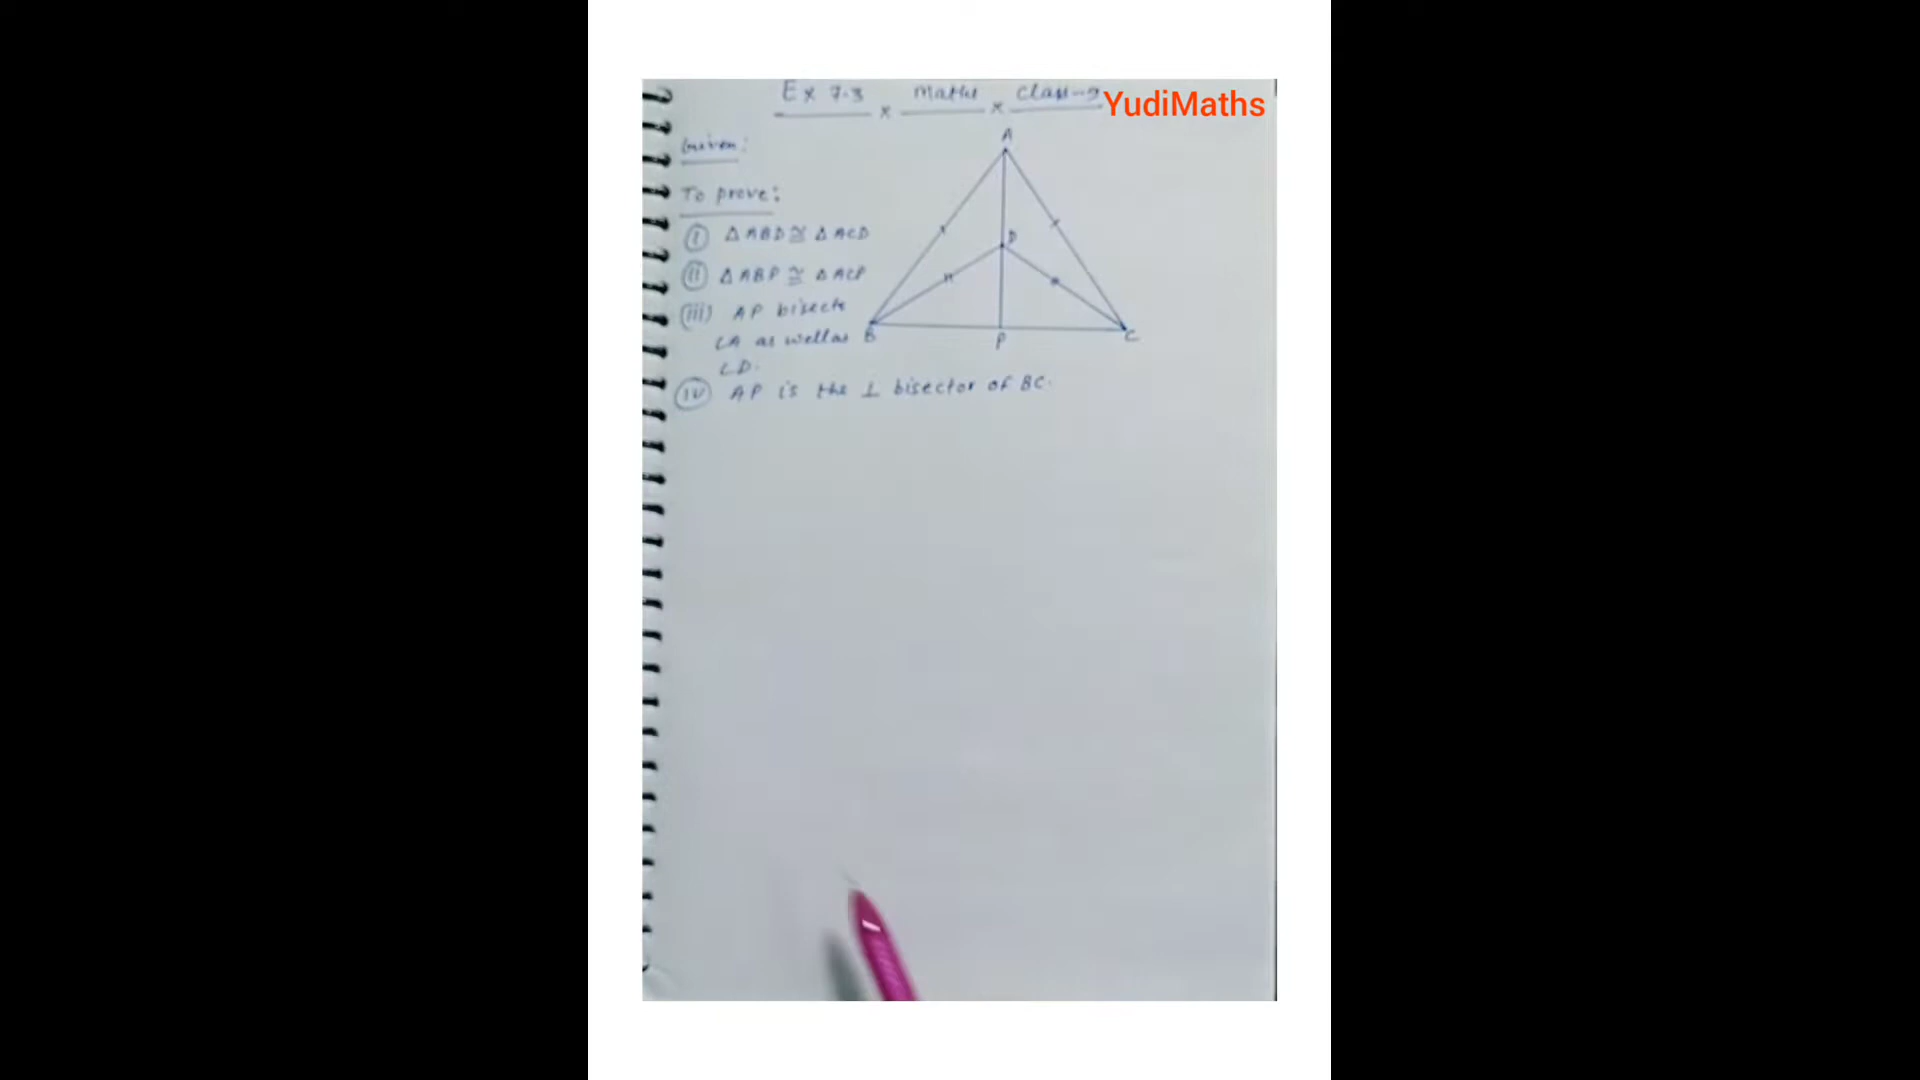 Ex 7.3 x Maths x Class-9
YudiMaths
Given:
To prove:
(i) △ABD ≅ △ACD
(ii) △ABP ≅ △ACP
(iii) AP bisects
∠A as well as
∠D.
(iv) AP is the ⊥ bisector of BC.
A
D
B
P
C